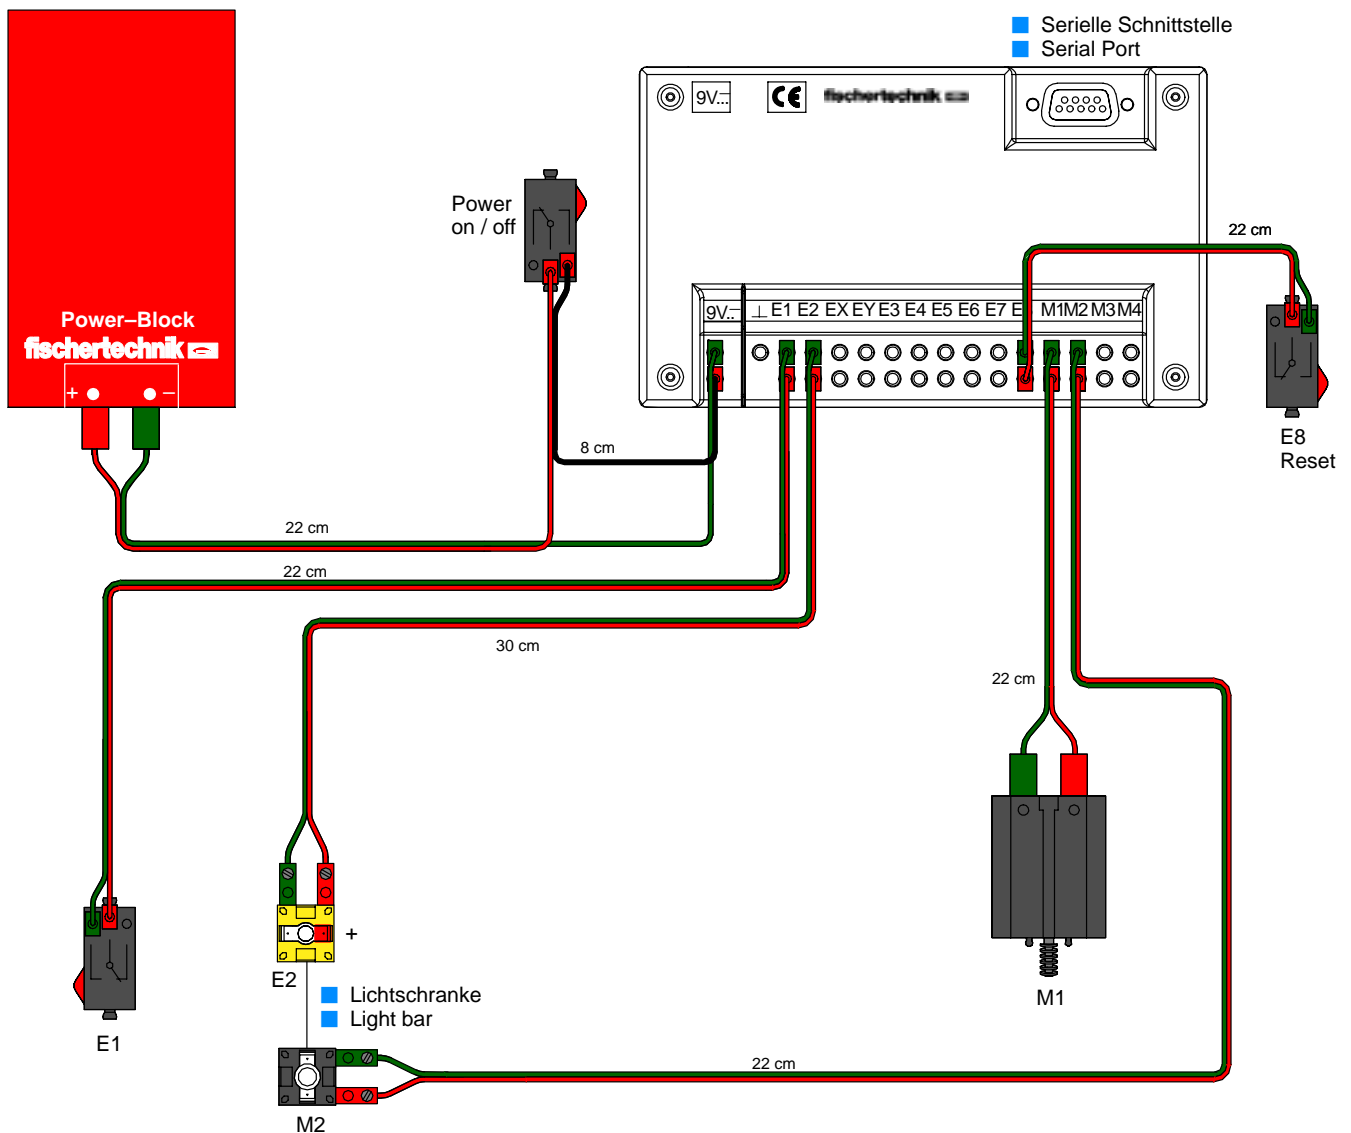 Serielle Schnittstelle
Serial Port
9V
CE
fischertechnik
Power
on / off
22 cm
9V ⊥ E1 E2 EX EY E3 E4 E5 E6 E7 M1 M2 M3 M4
Power–Block
fischertechnik
+ –
8 cm
E8
Reset
22 cm
22 cm
30 cm
22 cm
+
E2
Lichtschranke
Light bar
M1
E1
22 cm
M2